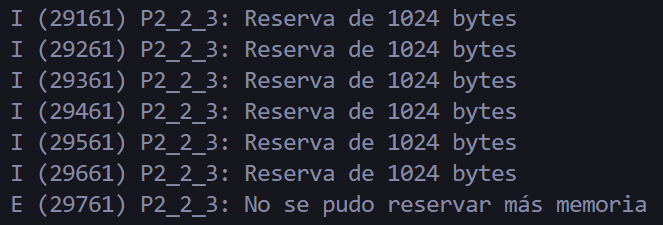 I (29161) P2_2_3: Reserva de 1024 bytes
I (29261) P2_2_3: Reserva de 1024 bytes
I (29361) P2_2_3: Reserva de 1024 bytes
I (29461) P2_2_3: Reserva de 1024 bytes
I (29561) P2_2_3: Reserva de 1024 bytes
I (29661) P2_2_3: Reserva de 1024 bytes
E (29761) P2_2_3: No se pudo reservar más memoria